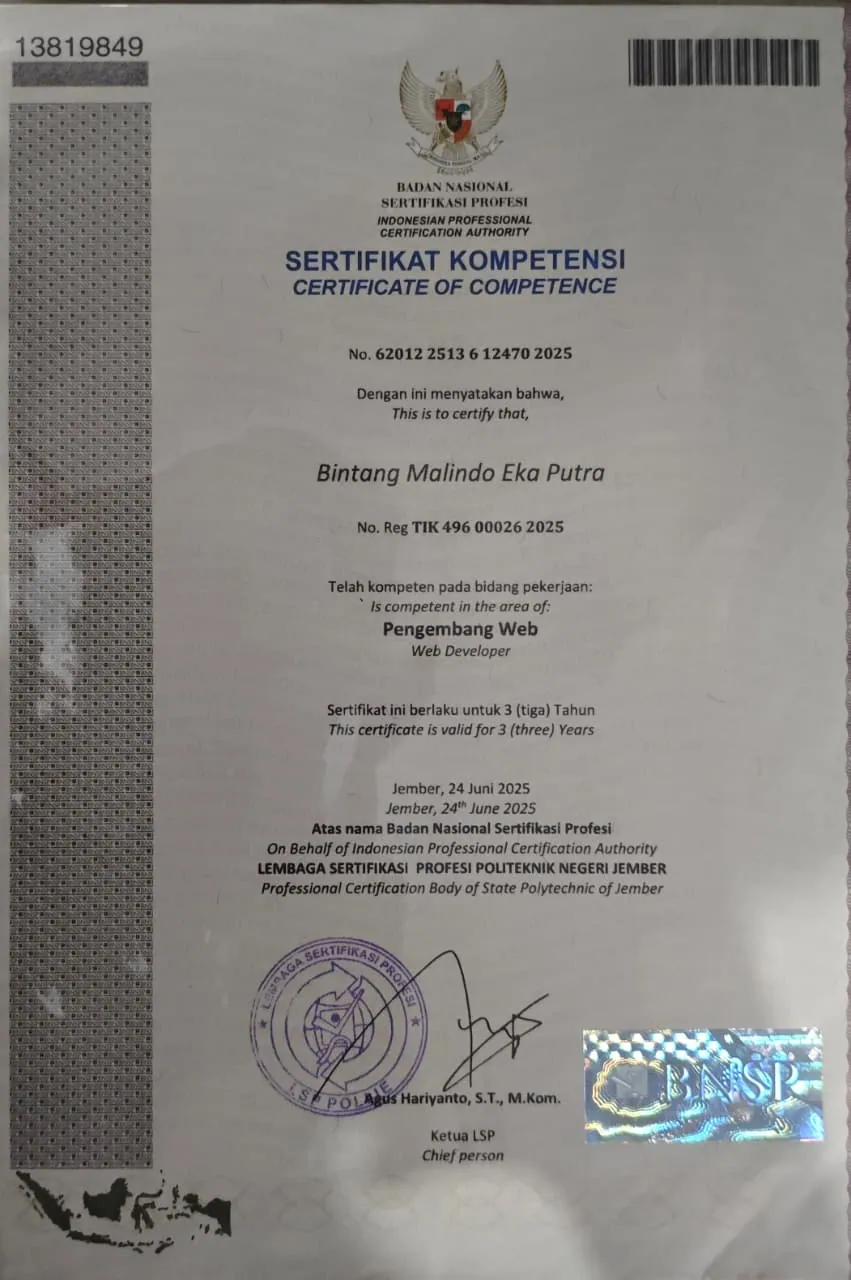 13819849
BADAN NASIONAL
SERTIFIKASI PROFESI
INDONESIAN PROFESSIONAL
CERTIFICATION AUTHORITY
SERTIFIKAT KOMPETENSI
CERTIFICATE OF COMPETENCE
No. 62012 2513 6 12470 2025
Dengan ini menyatakan bahwa,
This is to certify that,
Bintang Malindo Eka Putra
No. Reg TIK 496 00026 2025
Telah kompeten pada bidang pekerjaan:
Is competent in the area of:
Pengembang Web
Web Developer
Sertifikat ini berlaku untuk 3 (tiga) Tahun
This certificate is valid for 3 (three) Years
Jember, 24 Juni 2025
Jember, 24th June 2025
Atas nama Badan Nasional Sertifikasi Profesi
On Behalf of Indonesian Professional Certification Authority
LEMBAGA SERTIFIKASI PROFESI POLITEKNIK NEGERI JEMBER
Professional Certification Body of State Polytechnic of Jember
LEMBAGA SERTIFIKASI PROFESI
LSP POLIJE
BNSP
Agus Hariyanto, S.T., M.Kom.
Ketua LSP
Chief person